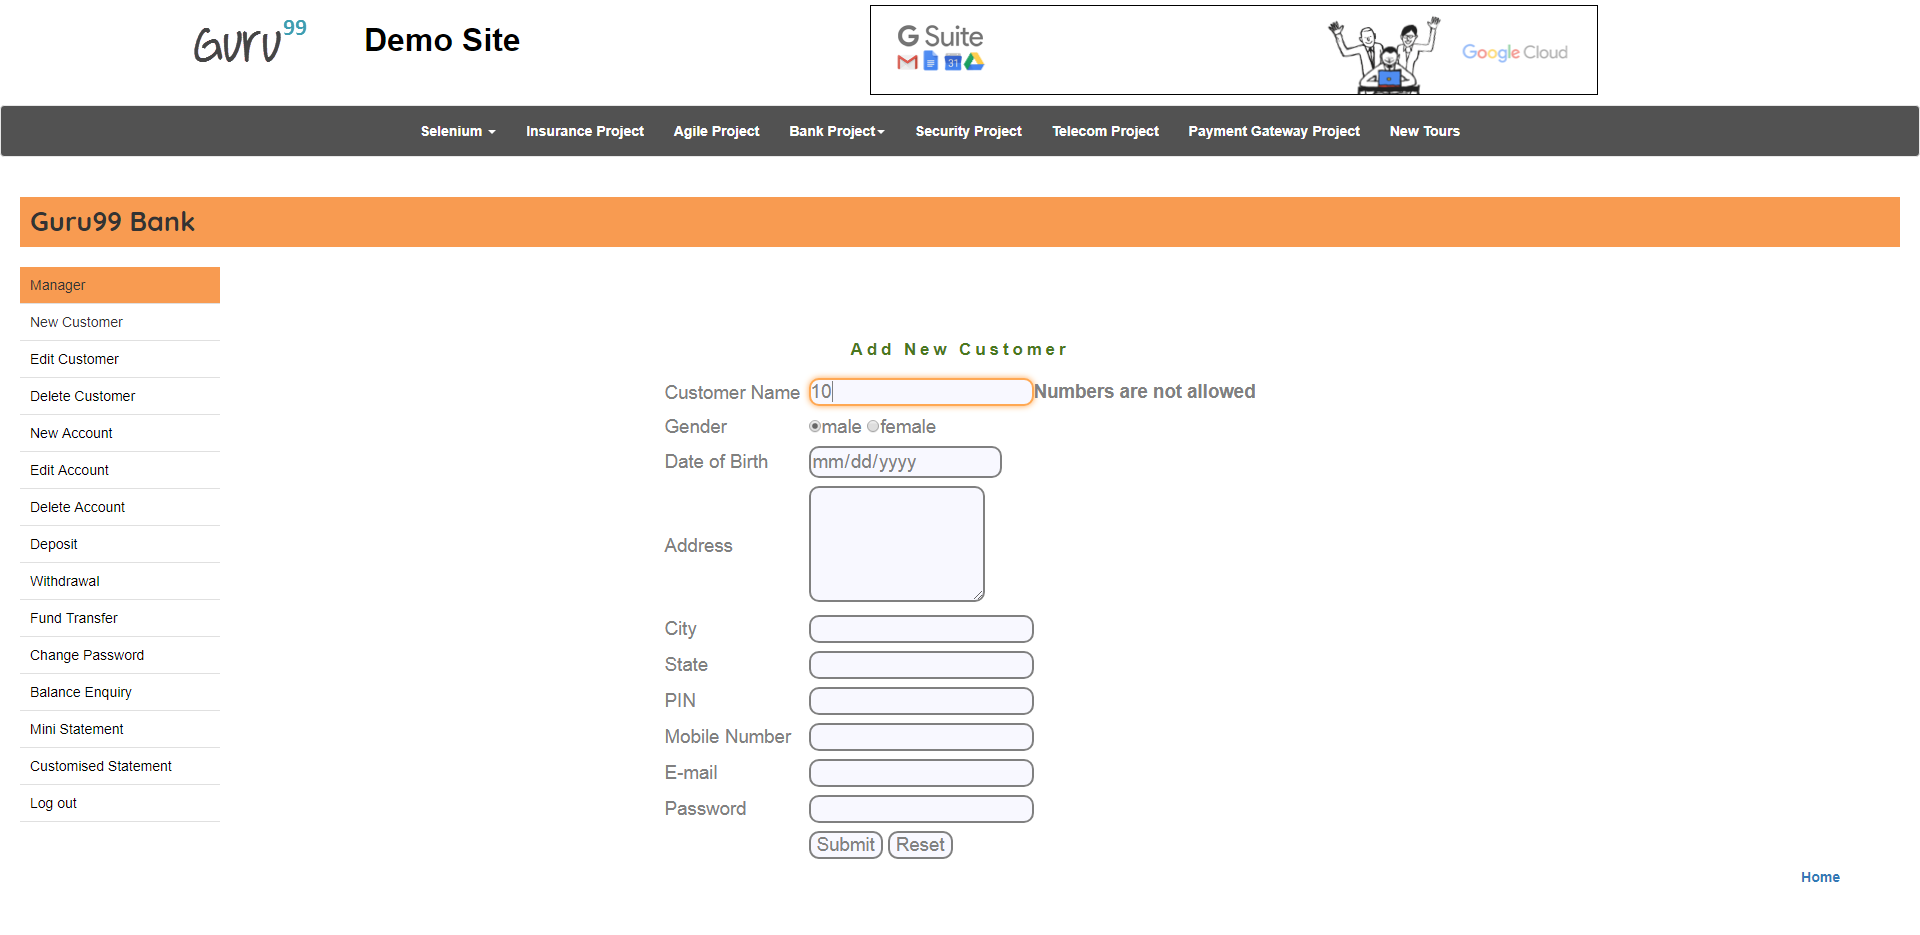 Guru99
Demo Site
G Suite
31
Google Cloud
Selenium
Insurance Project
Agile Project
Bank Project
Security Project
Telecom Project
Payment Gateway Project
New Tours
Guru99 Bank
Manager
New Customer
Edit Customer
Delete Customer
New Account
Edit Account
Delete Account
Deposit
Withdrawal
Fund Transfer
Change Password
Balance Enquiry
Mini Statement
Customised Statement
Log out
Add New Customer
Customer Name 10 Numbers are not allowed
Gender male female
Date of Birth mm/dd/yyyy
Address
City
State
PIN
Mobile Number
E-mail
Password
Submit Reset
Home